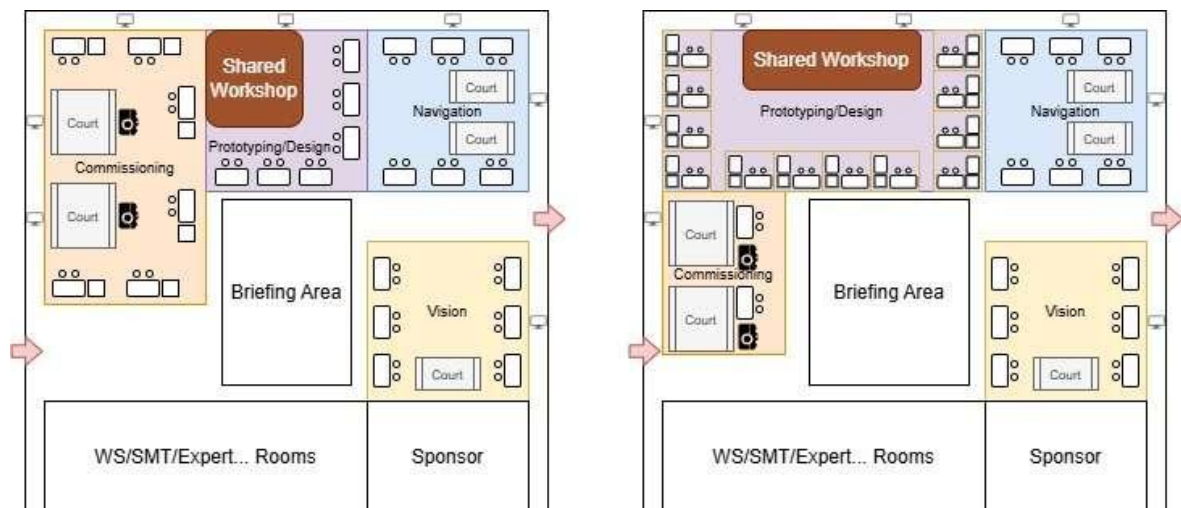 Shared
Workshop
Court
Court
Navigation
Court
Prototyping/Design
Court
Commissioning
Court
Briefing Area
Vision
Court
WS/SMT/Expert... Rooms
Sponsor
Shared Workshop
Court
Prototyping/Design
Navigation
Court
Court
Commissioning
Court
Briefing Area
Vision
Court
WS/SMT/Expert... Rooms
Sponsor